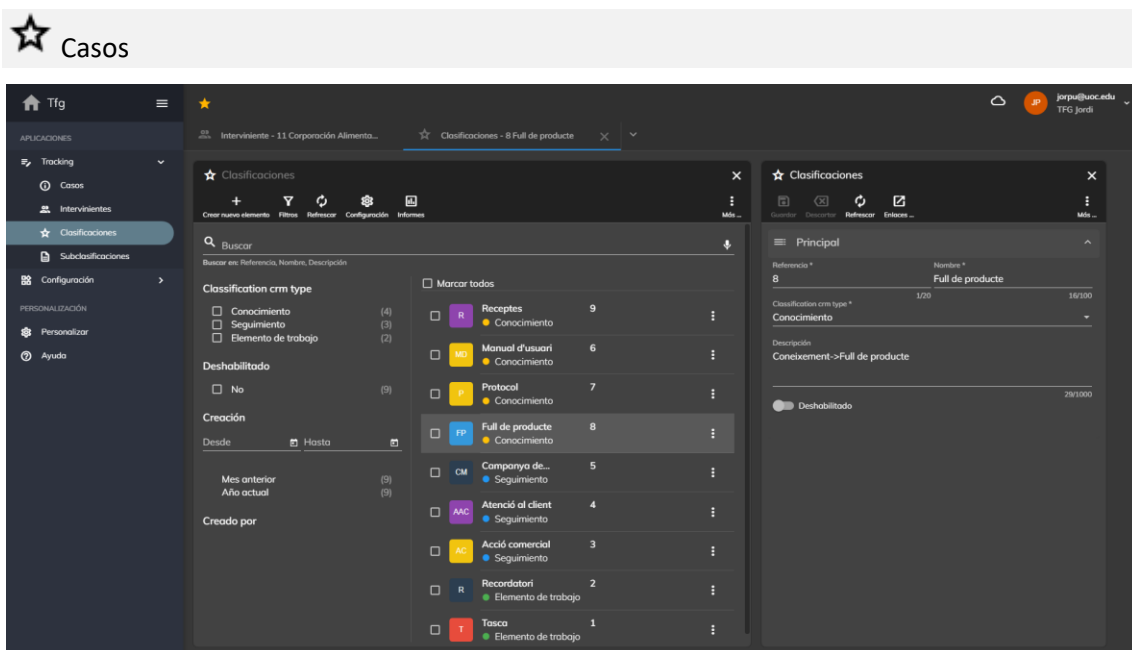 Casos
Tfg
jorpu@uoc.edu
JP
TFG Jordi
APLICACIONES
Interviniente - 11 Corporación Alimenta...
Clasificaciones - 8 Full de producte
Tracking
Casos
Intervinientes
Clasificaciones
Subclasificaciones
Configuración
PERSONALIZACIÓN
Personalizar
Ayuda
Clasificaciones
Crear nuevo elemento Filtros Refrescar Configuración Informes Más ...
Buscar
Buscar en: Referencia, Nombre, Descripción
Classification crm type
Conocimiento (4)
Seguimiento (3)
Elemento de trabajo (2)
Deshabilitado
No (9)
Creación
Desde Hasta
Mes anterior (9)
Año actual (9)
Creado por
Marcar todos
R Receptes 9
Conocimiento
MD Manual d'usuari 6
Conocimiento
P Protocol 7
Conocimiento
FP Full de producte 8
Conocimiento
CM Campanya de... 5
Seguimiento
AAC Atenció al client 4
Seguimiento
AC Acció comercial 3
Seguimiento
R Recordatori 2
Elemento de trabajo
T Tasca 1
Elemento de trabajo
Clasificaciones
Guardar Descartar Refrescar Enlaces ... Más ...
Principal
Referencia * Nombre *
8 Full de producte
1/20 16/100
Classification crm type *
Conocimiento
Descripción
Coneixement->Full de producte
29/1000
Deshabilitado